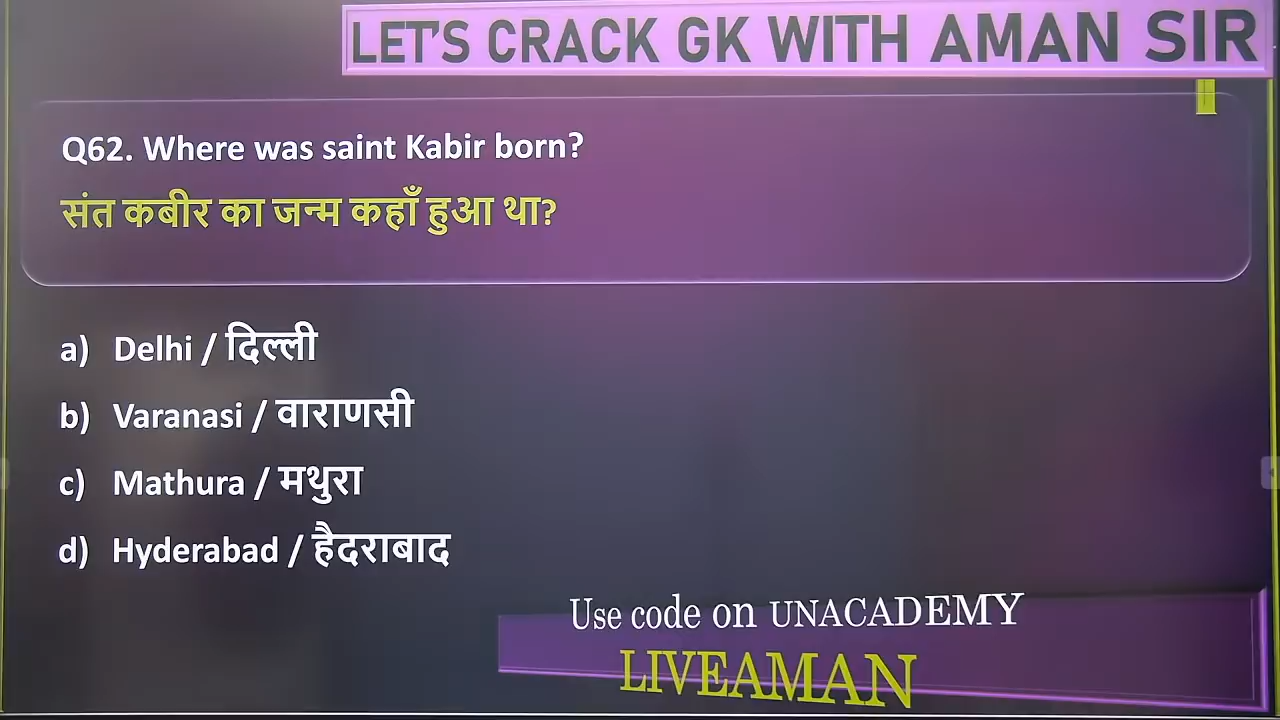 LET'S CRACK GK WITH AMAN SIR
Q62. Where was saint Kabir born?
संत कबीर का जन्म कहाँ हुआ था?
a) Delhi / दिल्ली
b) Varanasi / वाराणसी
c) Mathura / मथुरा
d) Hyderabad / हैदराबाद
Use code on UNACADEMY
LIVEAMAN